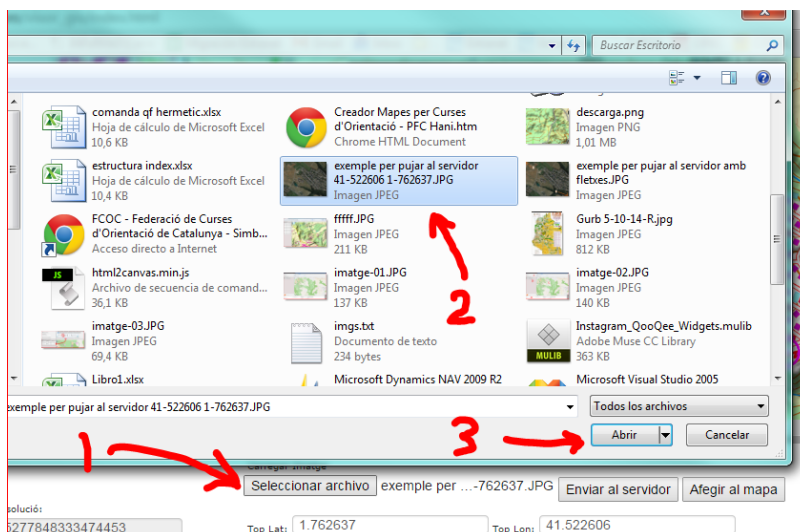 Buscar Escritorio
comanda qf hermetic.xlsx
Hoja de cálculo de Microsoft Excel
10,6 KB
Creador Mapes per Curses
d'Orientació - PFC Hani.htm
Chrome HTML Document
descarga.png
Imagen PNG
1,01 MB
estructura index.xlsx
Hoja de cálculo de Microsoft Excel
10,4 KB
exemple per pujar al servidor
41-522606 1-762637.JPG
Imagen JPEG
exemple per pujar al servidor amb
fletxes.JPG
Imagen JPEG
FCOC - Federació de Curses
d'Orientació de Catalunya - Simb...
Acceso directo a Internet
fffff.JPG
Imagen JPEG
211 KB
Gurb 5-10-14-R.jpg
Imagen JPEG
812 KB
JS
html2canvas.min.js
Archivo de secuencia de comand...
36,1 KB
imatge-01.JPG
Imagen JPEG
137 KB
imatge-02.JPG
Imagen JPEG
140 KB
2
imatge-03.JPG
Imagen JPEG
69,4 KB
imgs.txt
Documento de texto
234 bytes
MULIB
Instagram_QooQee_Widgets.mulib
Adobe Muse CC Library
363 KB
Libro1.xlsx
Microsoft Dynamics NAV 2009 R2
Microsoft Visual Studio 2005
exemple per pujar al servidor 41-522606 1-762637.JPG
Todos los archivos
1
3
Abrir
Cancelar
Carregar Imatge
Seleccionar archivo
exemple per ...-762637.JPG
Enviar al servidor
Afegir al mapa
solució:
5277848333474453
Top Lat:
1.762637
Top Lon:
41.522606